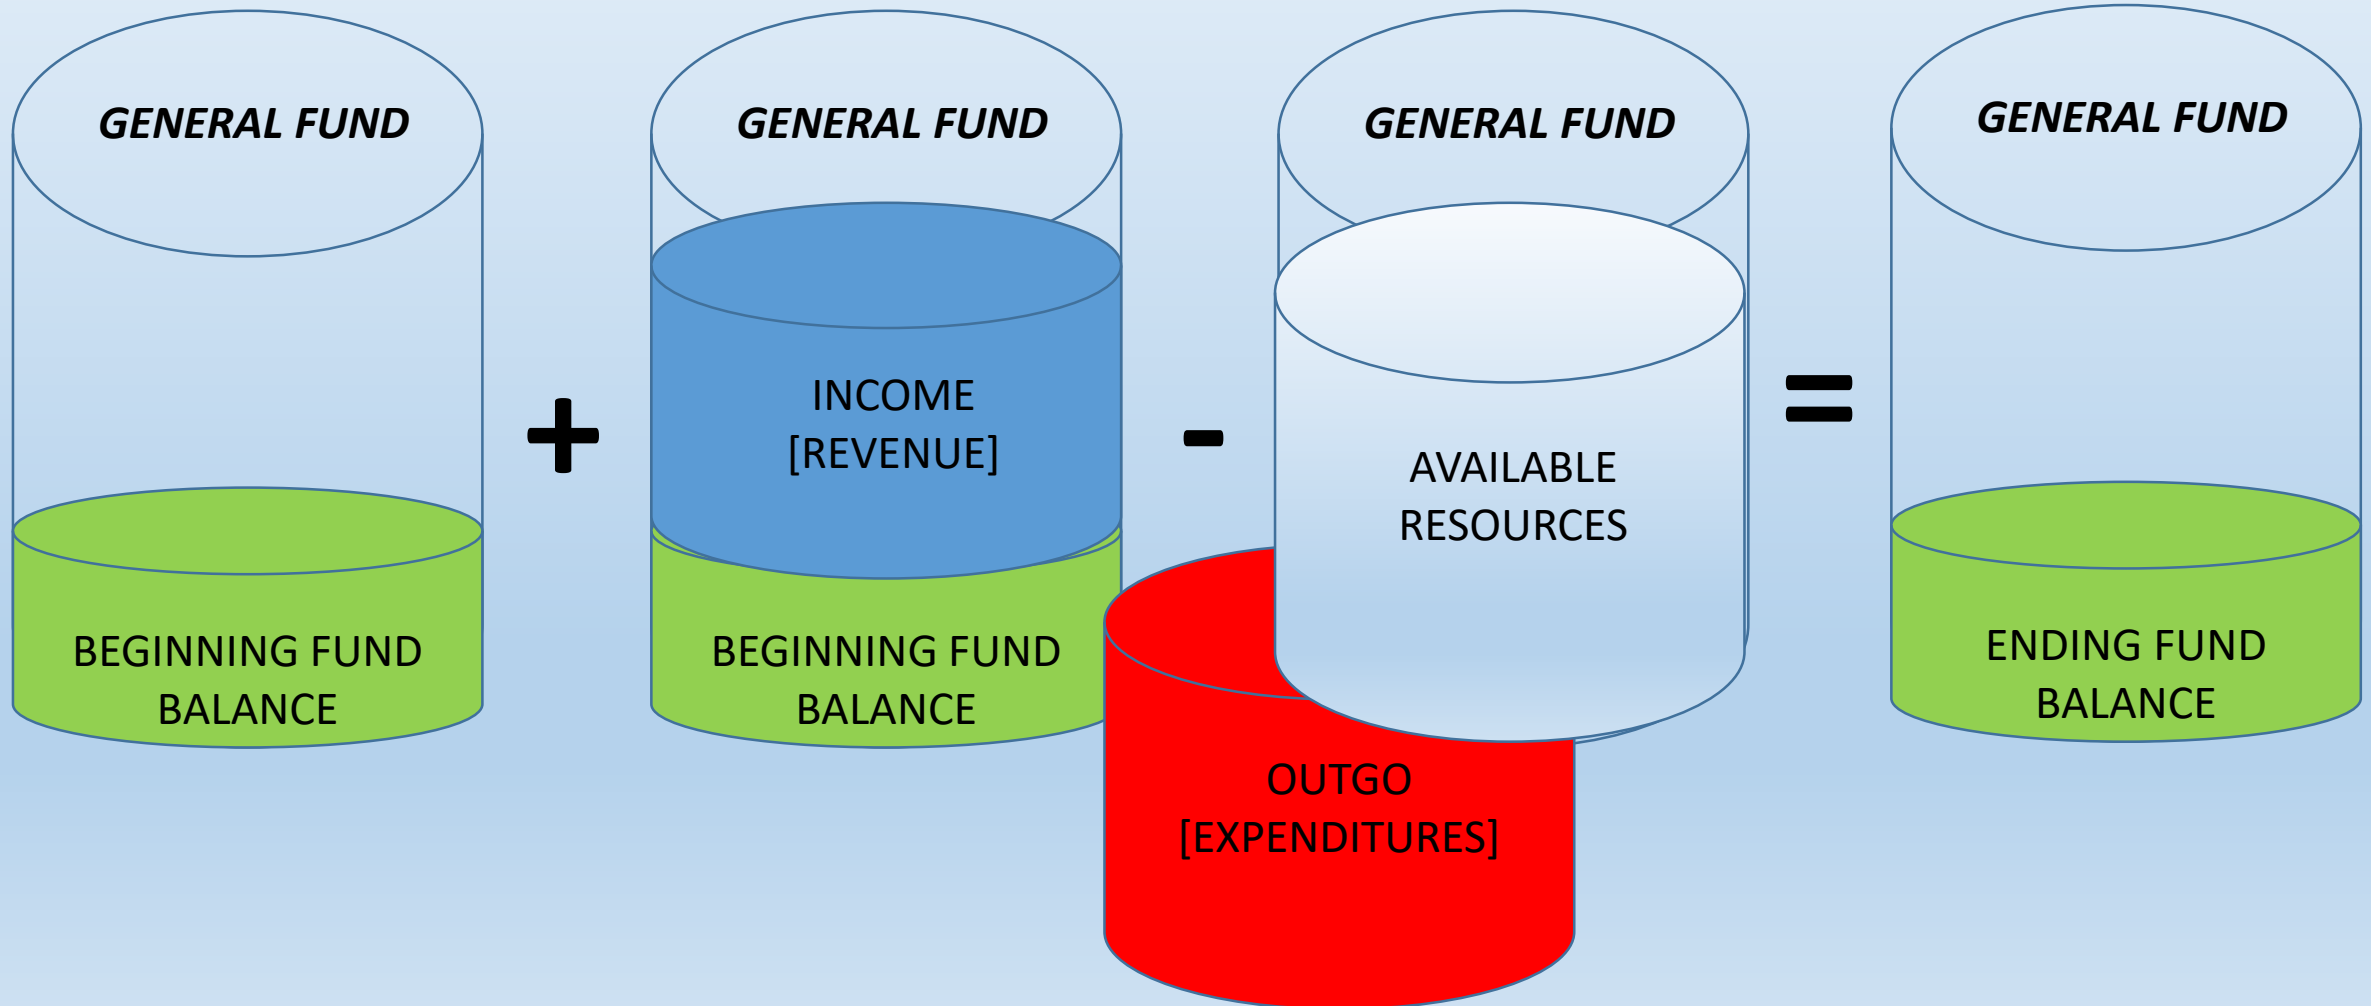 GENERAL FUND
BEGINNING FUND
BALANCE
+
GENERAL FUND
INCOME
[REVENUE]
BEGINNING FUND
BALANCE
-
GENERAL FUND
AVAILABLE
RESOURCES
OUTGO
[EXPENDITURES]
=
GENERAL FUND
ENDING FUND
BALANCE